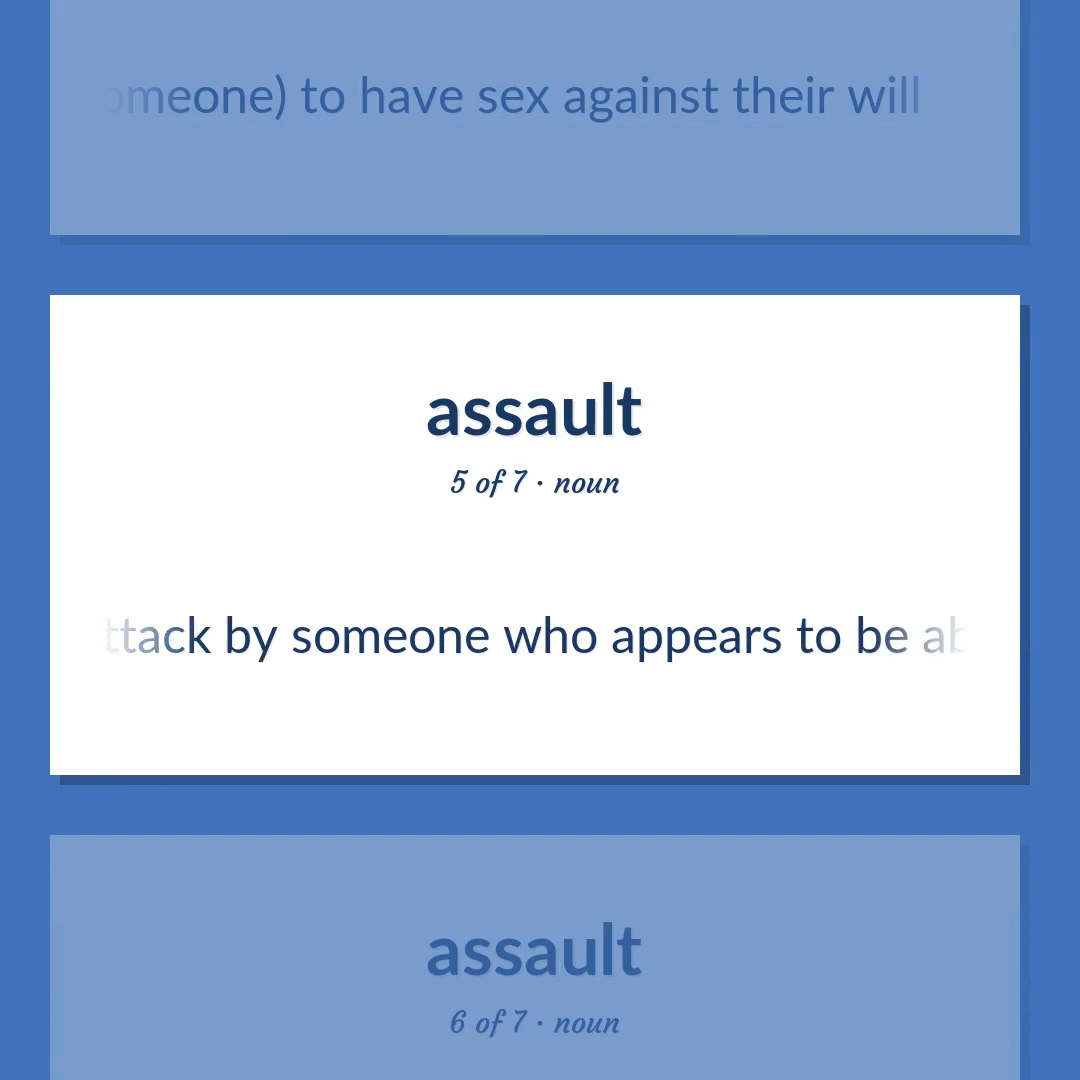 omeone) to have sex against their will
assault
5 of 7 · noun
ttack by someone who appears to be ab
assault
6 of 7 · noun